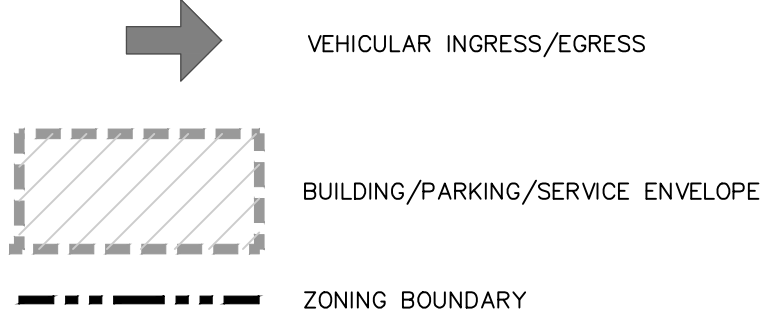 VEHICULAR INGRESS/EGRESS
BUILDING/PARKING/SERVICE ENVELOPE
ZONING BOUNDARY